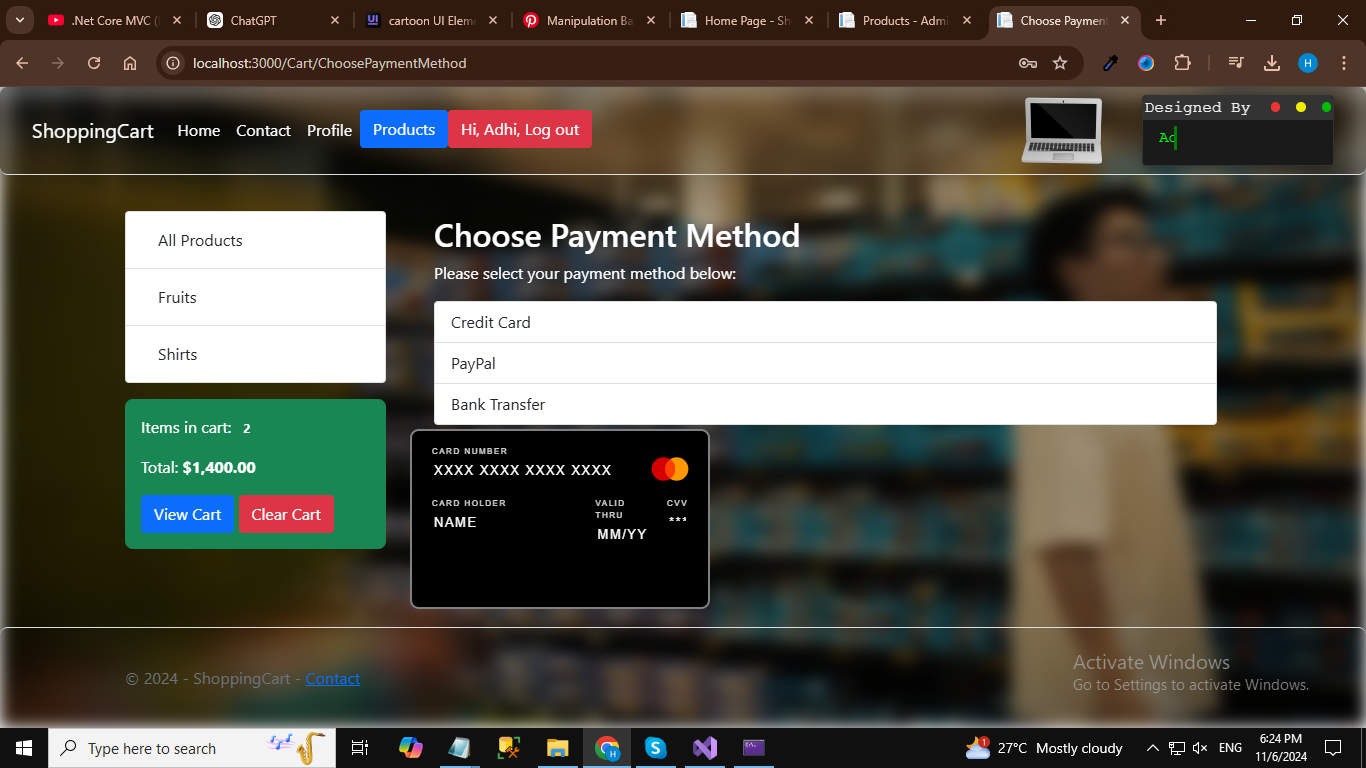 .Net Core MVC (
ChatGPT
cartoon UI Elem
Manipulation Ba
Home Page - Sh
Products - Admi
Choose Payment
localhost:3000/Cart/ChoosePaymentMethod
H
ShoppingCart
Home
Contact
Profile
Products
Hi, Adhi, Log out
Designed By
Ad
All Products
Fruits
Shirts
Items in cart: 2
Total: $1,400.00
View Cart
Clear Cart
Choose Payment Method
Please select your payment method below:
Credit Card
PayPal
Bank Transfer
CARD NUMBER
XXXX XXXX XXXX XXXX
CARD HOLDER
NAME
VALID
THRU
MM/YY
CVV
***
© 2024 - ShoppingCart - Contact
Activate Windows
Go to Settings to activate Windows.
Type here to search
1
27°C Mostly cloudy
ENG
6:24 PM
11/6/2024